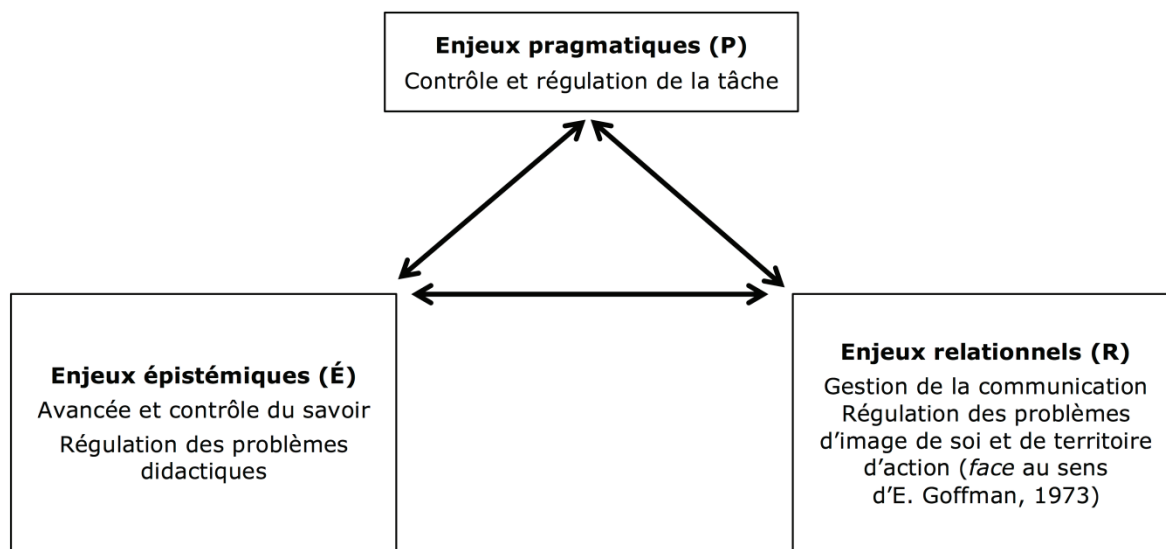 Enjeux pragmatiques (P)
Contrôle et régulation de la tâche
Enjeux épistémiques (É)
Avancée et contrôle du savoir
Régulation des problèmes
didactiques
Enjeux relationnels (R)
Gestion de la communication
Régulation des problèmes
d’image de soi et de territoire
d’action (face au sens
d’E. Goffman, 1973)